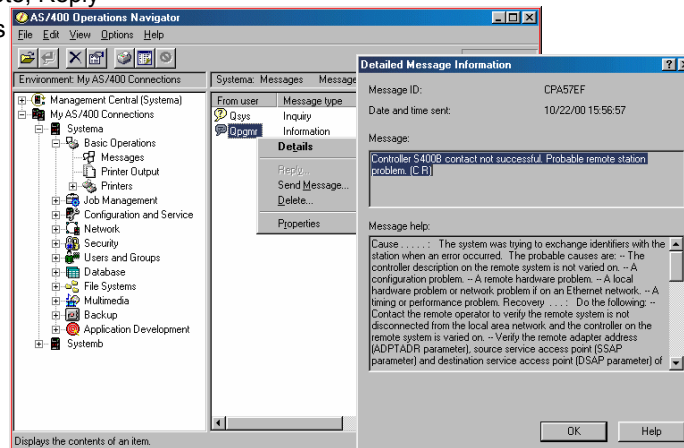 te, Reply
s
AS/400 Operations Navigator
File Edit View Options Help
Environment: My AS/400 Connections
Systema: Messages Message
Management Central (Systema)
My AS/400 Connections
Systema
Basic Operations
Messages
Printer Output
Printers
Job Management
Configuration and Service
Network
Security
Users and Groups
Database
File Systems
Multimedia
Backup
Application Development
Systemb
From user Message type
Qsys Inquiry
Qpgmr Information
Details
Reply...
Send Message...
Delete...
Properties
Displays the contents of an item.
Detailed Message Information
Message ID: CPA57EF
Date and time sent: 10/22/00 15:56:57
Message:
Controller S400B contact not successful. Probable remote station
problem. (C R)
Message help:
Cause . . . . . : The system was trying to exchange identifiers with the
station when an error occurred. The probable causes are: -- The
controller description on the remote system is not varied on. -- A
configuration problem. -- A remote hardware problem. -- A local
hardware problem or network problem if on an Ethernet network. -- A
timing or performance problem. Recovery . . . : Do the following: --
Contact the remote operator to verify the remote system is not
disconnected from the local area network and the controller on the
remote system is varied on. -- Verify the remote adapter address
(ADPTADR parameter), source service access point (SSAP
parameter) and destination service access point (DSAP parameter) of
OK Help